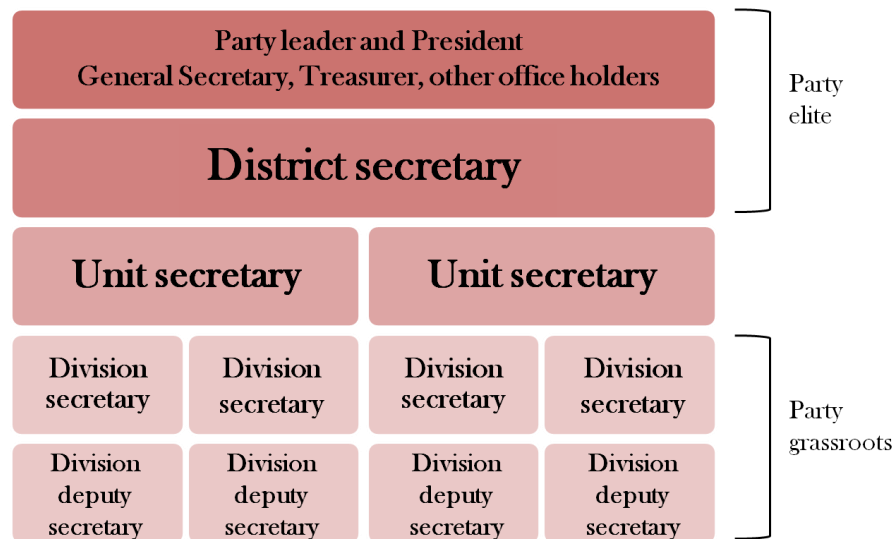 Party leader and President
General Secretary, Treasurer, other office holders
Party
elite
District secretary
Unit secretary
Unit secretary
Division
secretary
Division
secretary
Division
secretary
Division
secretary
Party
grassroots
Division
deputy
secretary
Division
deputy
secretary
Division
deputy
secretary
Division
deputy
secretary